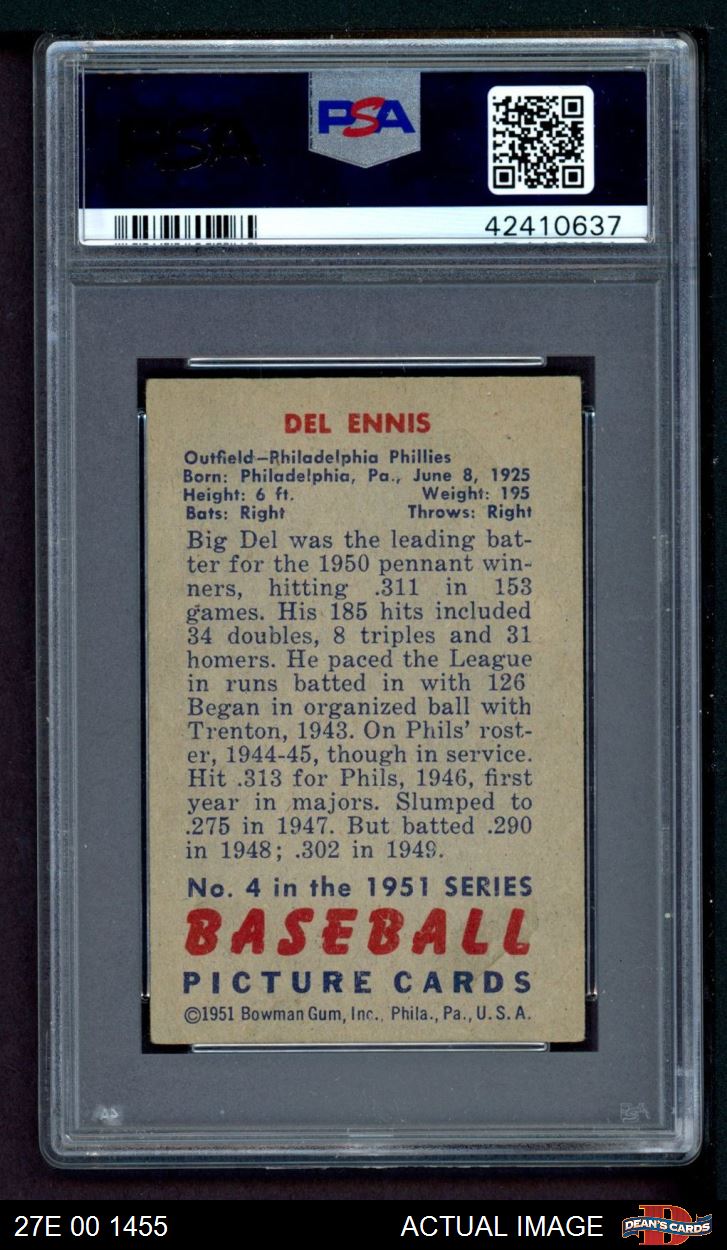 PSA
42410637
DEL ENNIS
Outfield—Philadelphia Phillies
Born: Philadelphia, Pa., June 8, 1925
Height: 6 ft. Weight: 195
Bats: Right Throws: Right
Big Del was the leading bat-
ter for the 1950 pennant win-
ners, hitting .311 in 153
games. His 185 hits included
34 doubles, 8 triples and 31
homers. He paced the League
in runs batted in with 126
Began in organized ball with
Trenton, 1943. On Phils' rost-
er, 1944-45, though in service.
Hit .313 for Phils, 1946, first
year in majors. Slumped to
.275 in 1947. But batted .290
in 1948; .302 in 1949.
No. 4 in the 1951 SERIES
BASEBALL
PICTURE CARDS
©1951 Bowman Gum, Inc., Phila., Pa., U.S.A.
27E 00 1455 ACTUAL IMAGE DEAN'S CARDS